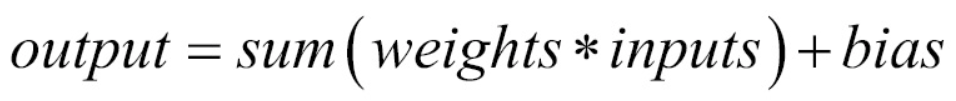 output = sum ( weights * inputs ) + bias